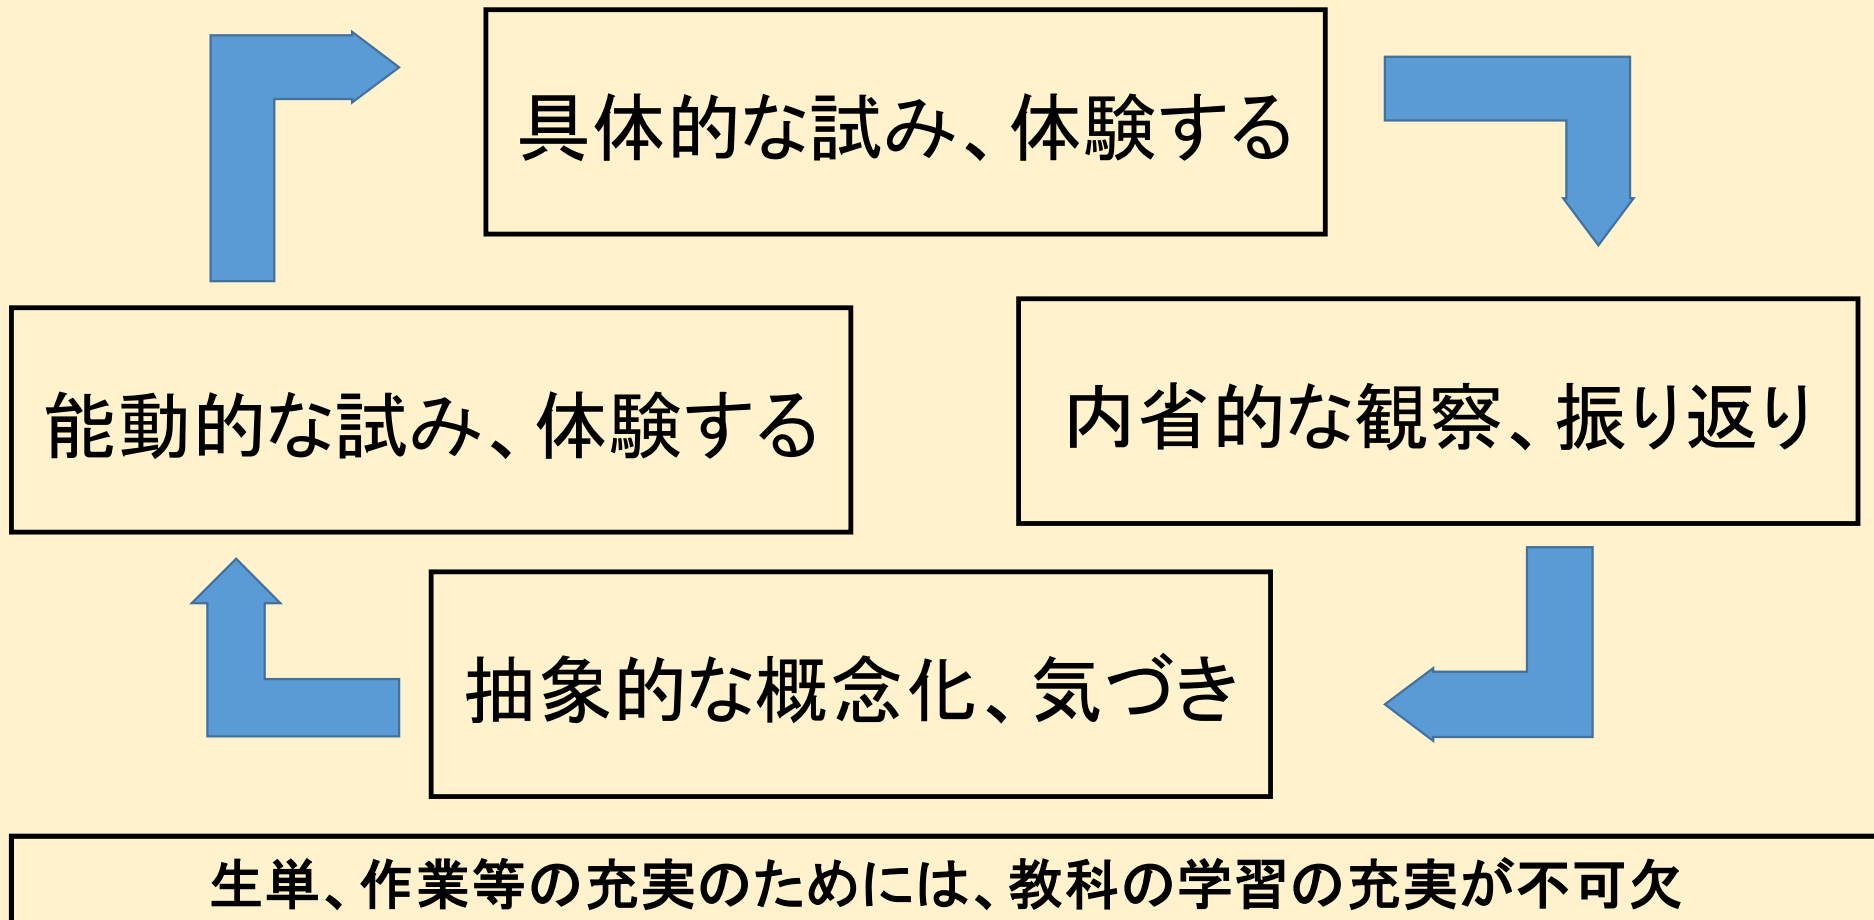 具体的な試み、体験する
能動的な試み、体験する
内省的な観察、振り返り
抽象的な概念化、気づき
生単、作業等の充実のためには、教科の学習の充実が不可欠